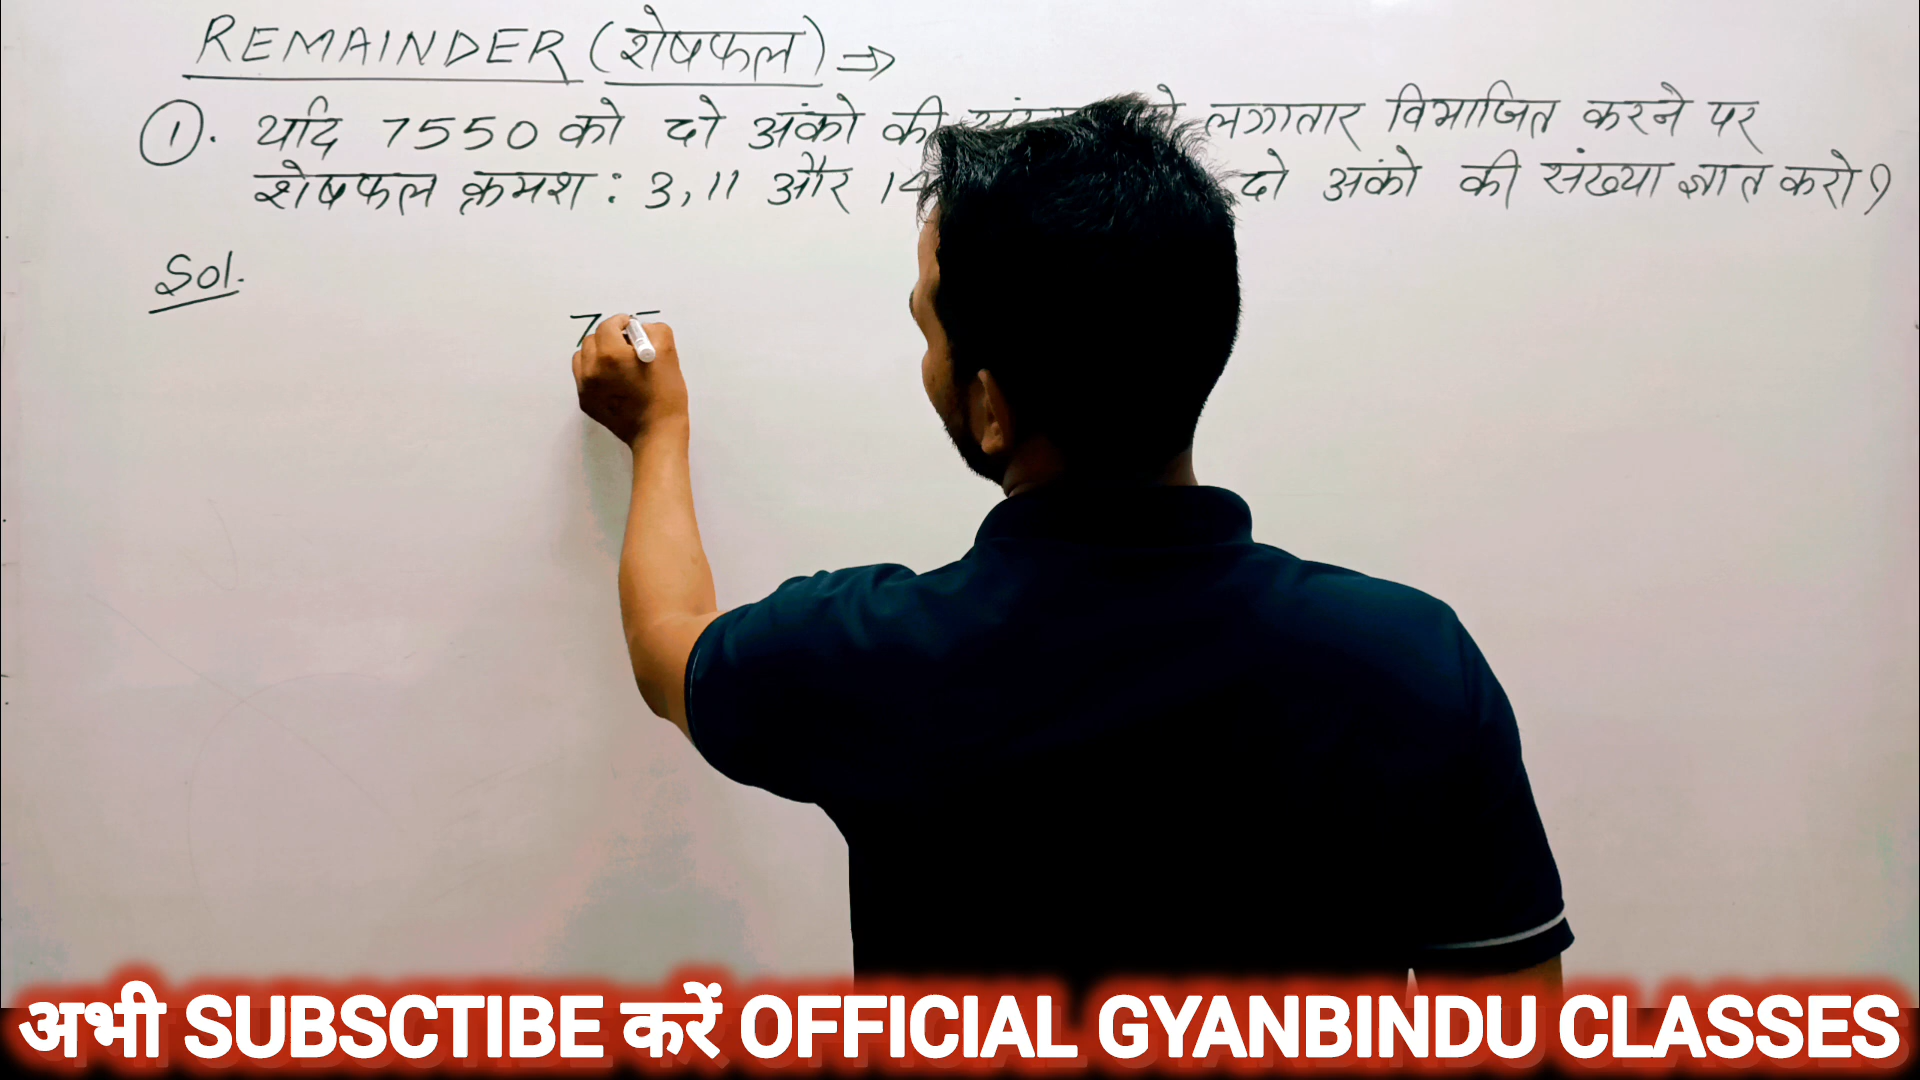 REMAINDER (शेषफल) ⇒
①. यदि 7550 को दो अंको की लगातार विभाजित करने पर
शेषफल क्रमश: 3,11 और 14 दो अंको की संख्या ज्ञात करो?
Sol.
अभी SUBSCTIBE करें OFFICIAL GYANBINDU CLASSES